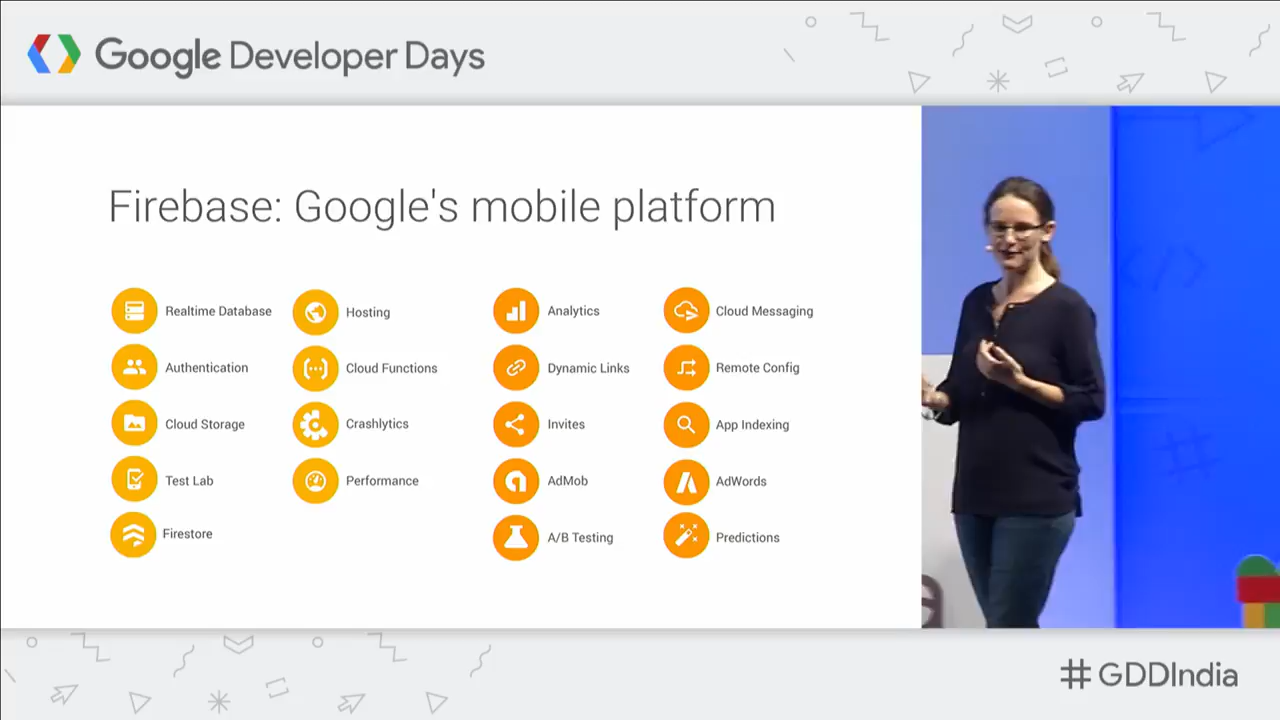 Google Developer Days
Firebase: Google's mobile platform
Realtime Database
Hosting
Analytics
Cloud Messaging
Authentication
Cloud Functions
Dynamic Links
Remote Config
Cloud Storage
Crashlytics
Invites
App Indexing
Test Lab
Performance
AdMob
AdWords
Firestore
A/B Testing
Predictions
#GDDIndia